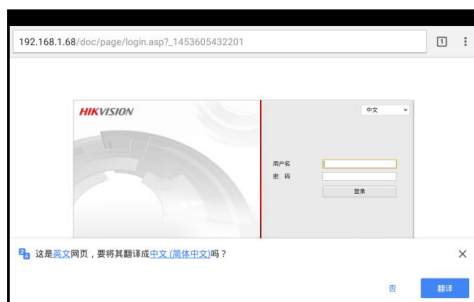 192.168.1.68/doc/page/login.asp?_1453605432201
1
HIKVISION
中文
用户名
密 码
登录
这是英文网页，要将其翻译成中文 (简体中文)吗？
否
翻译